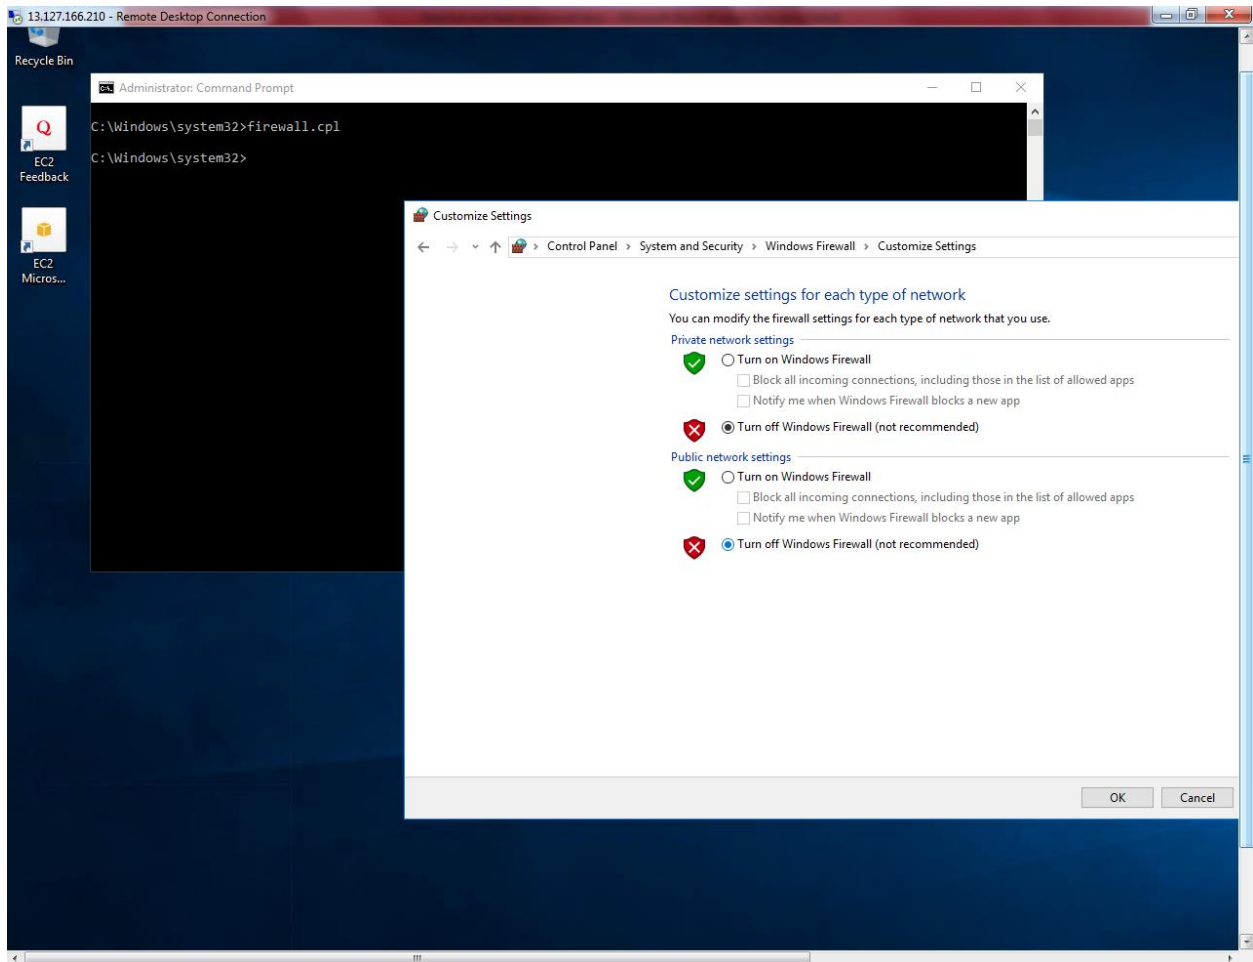 13.127.166.210 - Remote Desktop Connection
Recycle Bin
Administrator: Command Prompt
C:\Windows\system32>firewall.cpl
C:\Windows\system32>
Q
EC2
Feedback
EC2
Micros...
Customize Settings
Control Panel > System and Security > Windows Firewall > Customize Settings
Customize settings for each type of network
You can modify the firewall settings for each type of network that you use.
Private network settings
Turn on Windows Firewall
Block all incoming connections, including those in the list of allowed apps
Notify me when Windows Firewall blocks a new app
Turn off Windows Firewall (not recommended)
Public network settings
Turn on Windows Firewall
Block all incoming connections, including those in the list of allowed apps
Notify me when Windows Firewall blocks a new app
Turn off Windows Firewall (not recommended)
OK
Cancel